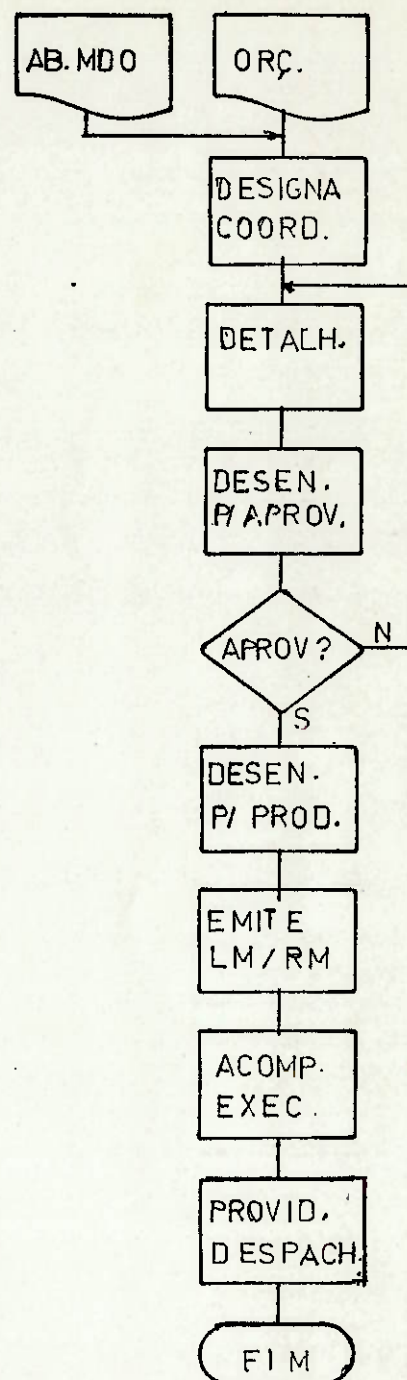 AB. MDO
ORÇ.
DESIGNA
COORD.
DETALH.
DESEN.
P/ APROV.
APROV?
N
S
DESEN.
P/ PROD.
EMITE
LM / RM
ACOMP.
EXEC.
PROVID.
DESPACH.
FIM